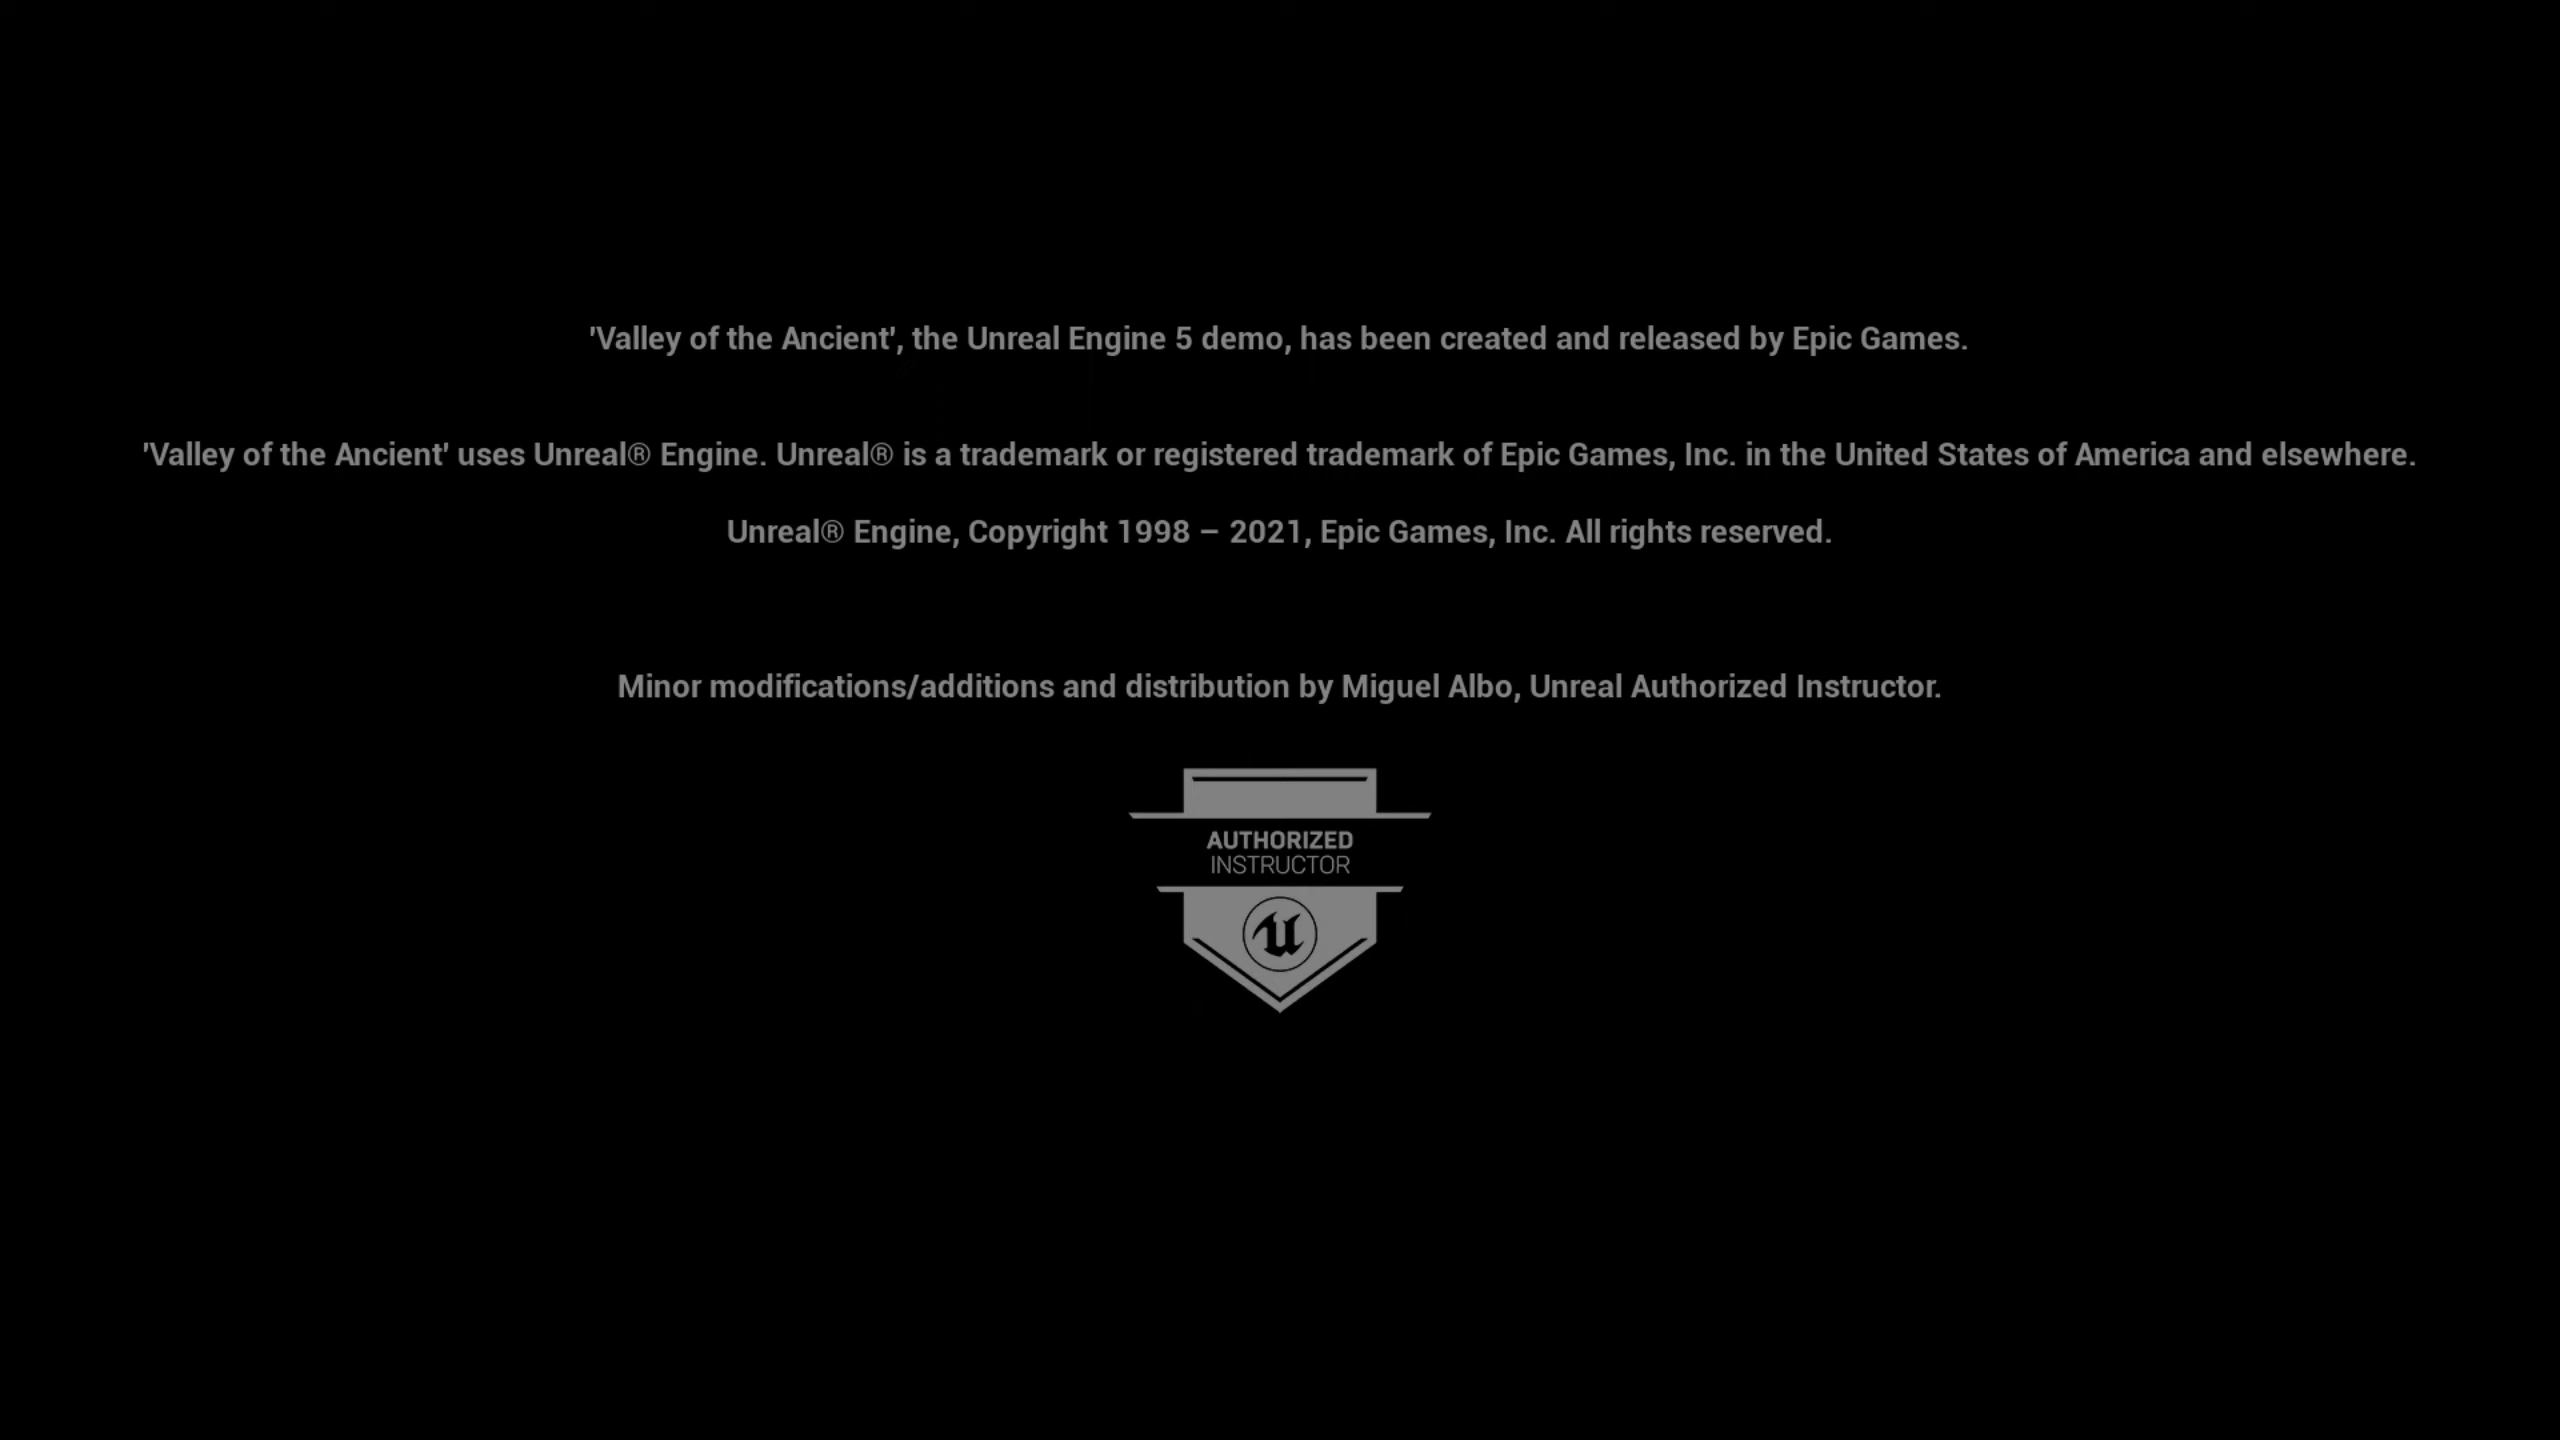 'Valley of the Ancient', the Unreal Engine 5 demo, has been created and released by Epic Games.
'Valley of the Ancient' uses Unreal® Engine. Unreal® is a trademark or registered trademark of Epic Games, Inc. in the United States of America and elsewhere.
Unreal® Engine, Copyright 1998 – 2021, Epic Games, Inc. All rights reserved.
Minor modifications/additions and distribution by Miguel Albo, Unreal Authorized Instructor.
AUTHORIZED
INSTRUCTOR